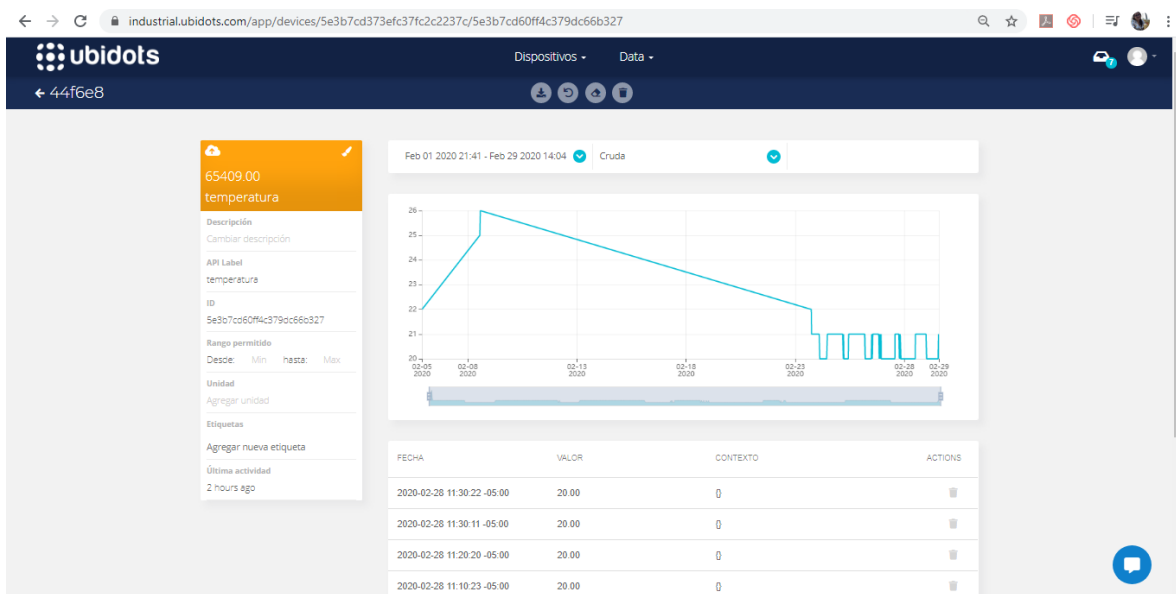 industrial.ubidots.com/app/devices/5e3b7cd373efc37fc2c2237c/5e3b7cd60ff4c379dc66b327
ubidots
Dispositivos
Data
7
44f6e8
65409.00
temperatura
Descripción
Cambiar descripción
API Label
temperatura
ID
5e3b7cd60ff4c379dc66b327
Rango permitido
Desde: Min hasta: Max
Unidad
Agregar unidad
Etiquetas
Agregar nueva etiqueta
Última actividad
2 hours ago
Feb 01 2020 21:41 - Feb 29 2020 14:04 Cruda
26
25
24
23
22
21
20
02-05 02-08 02-13 02-18 02-23 02-28 02-29
2020 2020 2020 2020 2020 2020 2020
FECHA VALOR CONTEXTO ACTIONS
2020-02-28 11:30:22 -05:00 20.00 {}
2020-02-28 11:30:11 -05:00 20.00 {}
2020-02-28 11:20:20 -05:00 20.00 {}
2020-02-28 11:10:23 -05:00 20.00 {}